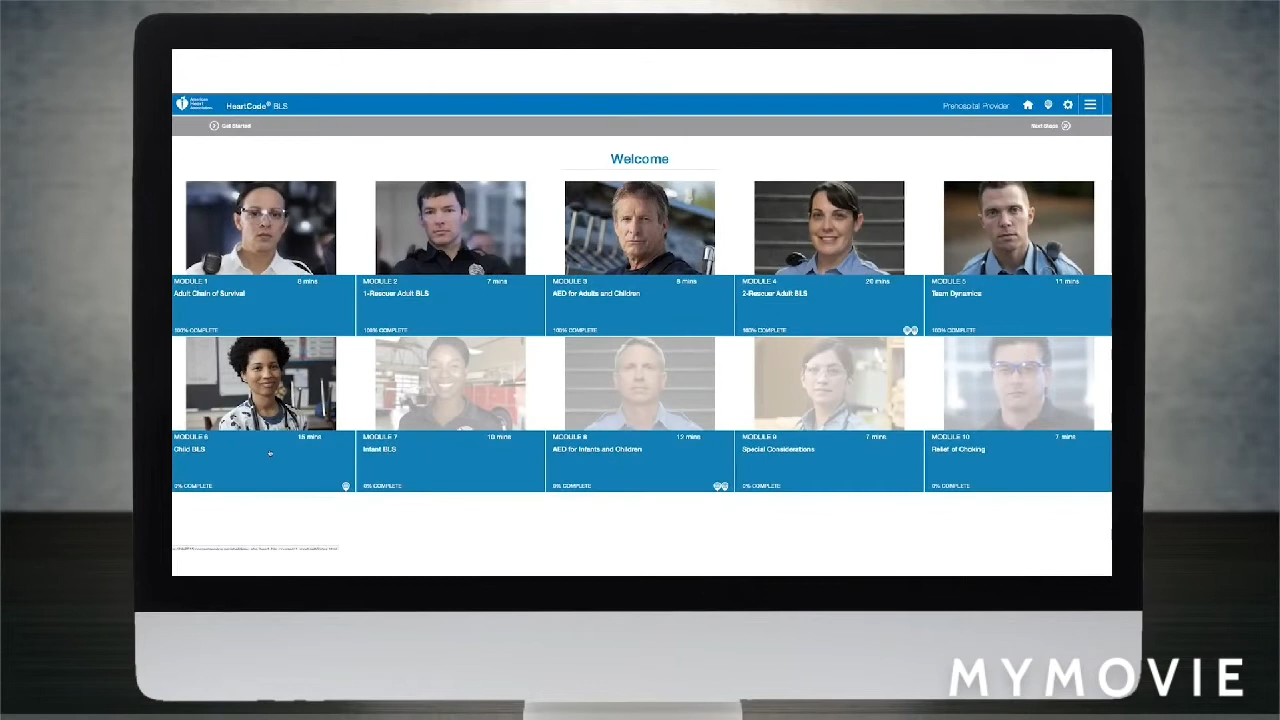 American
Heart
Association.
HeartCode® BLS
Prehospital Provider
Get Started
Next Steps
Welcome
MODULE 1 8 mins
Adult Chain of Survival
100% COMPLETE
MODULE 2 7 mins
1-Rescuer Adult BLS
100% COMPLETE
MODULE 3 8 mins
AED for Adults and Children
100% COMPLETE
MODULE 4 20 mins
2-Rescuer Adult BLS
100% COMPLETE
MODULE 5 11 mins
Team Dynamics
100% COMPLETE
MODULE 6 15 mins
Child BLS
0% COMPLETE
MODULE 7 10 mins
Infant BLS
0% COMPLETE
MODULE 8 12 mins
AED for Infants and Children
0% COMPLETE
MODULE 9 7 mins
Special Considerations
0% COMPLETE
MODULE 10 7 mins
Relief of Choking
0% COMPLETE
MYMOVIE